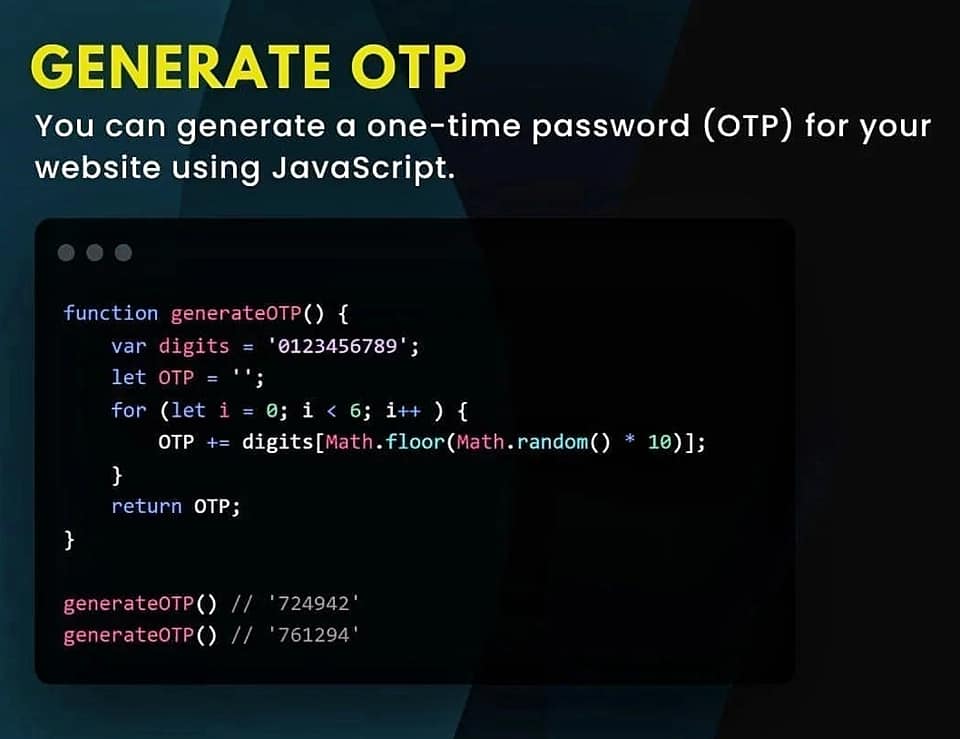 GENERATE OTP
You can generate a one-time password (OTP) for your
website using JavaScript.
function generateOTP() {
    var digits = '0123456789';
    let OTP = '';
    for (let i = 0; i < 6; i++ ) {
        OTP += digits[Math.floor(Math.random() * 10)];
    }
    return OTP;
}
generateOTP() // '724942'
generateOTP() // '761294'